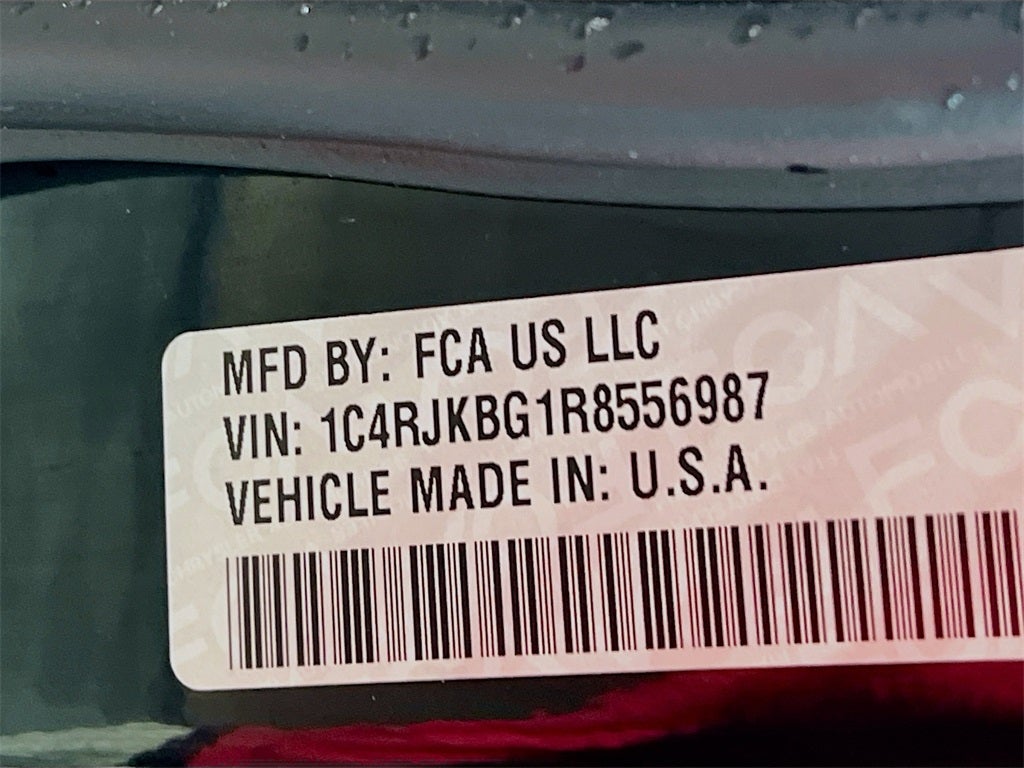 MFD BY: FCA US LLC
VIN: 1C4RJKBG1R8556987
VEHICLE MADE IN: U.S.A.